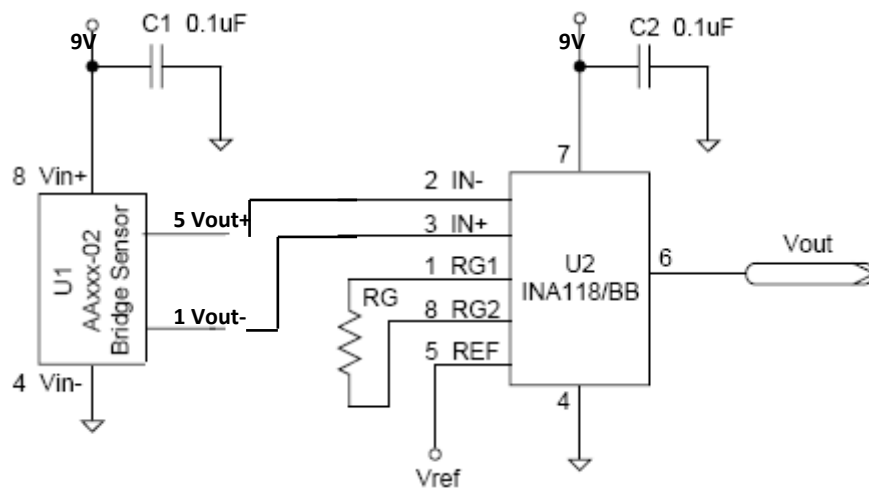 C1 0.1uF
9V
8 Vin+
U1
AAxxx-02
Bridge Sensor
5 Vout+
1 Vout-
4 Vin-
C2 0.1uF
9V
7
2 IN-
3 IN+
1 RG1
RG
8 RG2
5 REF
U2
INA118/BB
6
Vout
4
Vref